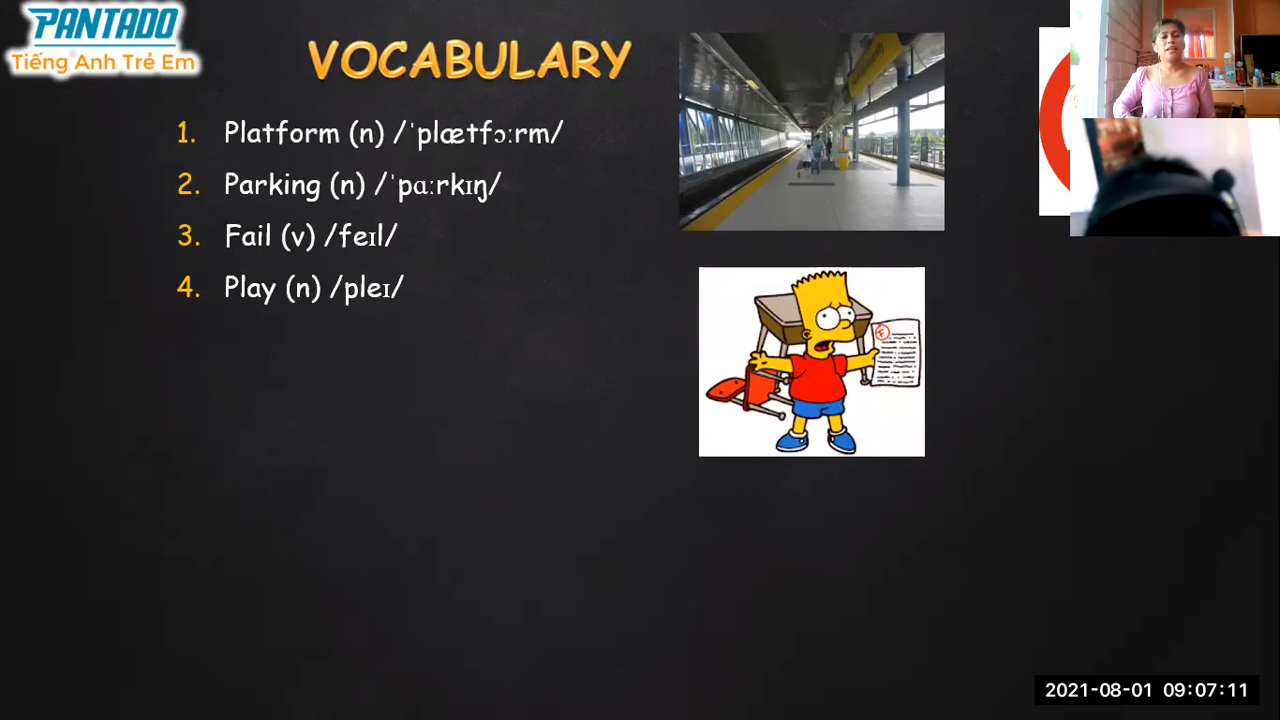 PANTADO
Tiếng Anh Trẻ Em
VOCABULARY
1. Platform (n) /ˈplætfɔːrm/
2. Parking (n) /ˈpɑːrkɪŋ/
3. Fail (v) /feɪl/
4. Play (n) /pleɪ/
F
2021-08-01 09:07:11